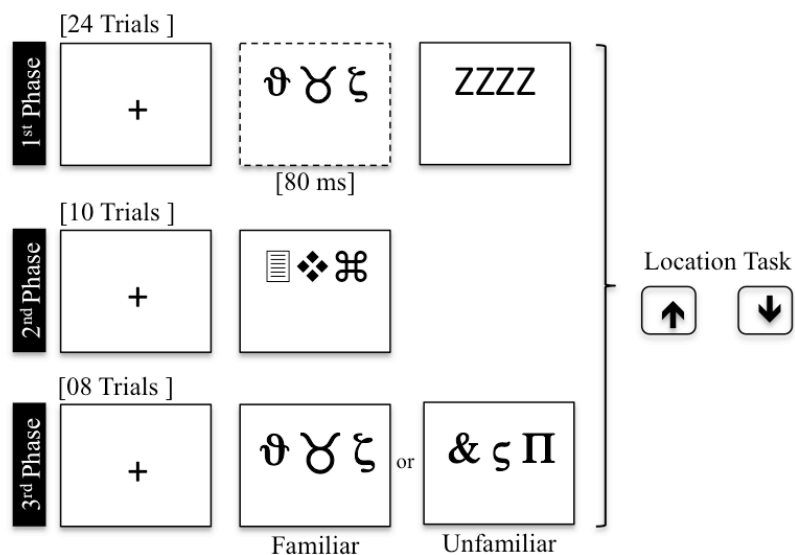 [24 Trials ]
1st Phase
+
ϑ ♉ ζ
ZZZZ
[80 ms]
[10 Trials ]
2nd Phase
+
❖ ⌘
Location Task
↑ ↓
[08 Trials ]
3rd Phase
+
ϑ ♉ ζ
or
& ς Π
Familiar
Unfamiliar